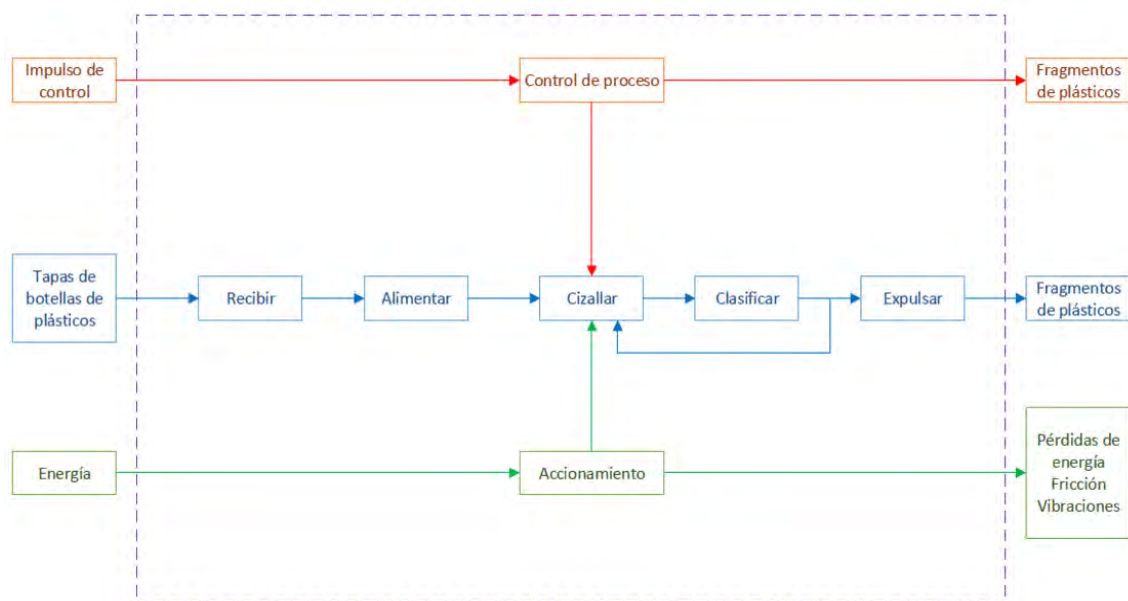 Impulso de
control
Control de proceso
Fragmentos
de plásticos
Tapas de
botellas de
plásticos
Recibir
Alimentar
Cizallar
Clasificar
Expulsar
Fragmentos
de plásticos
Energía
Accionamiento
Pérdidas de
energía
Fricción
Vibraciones